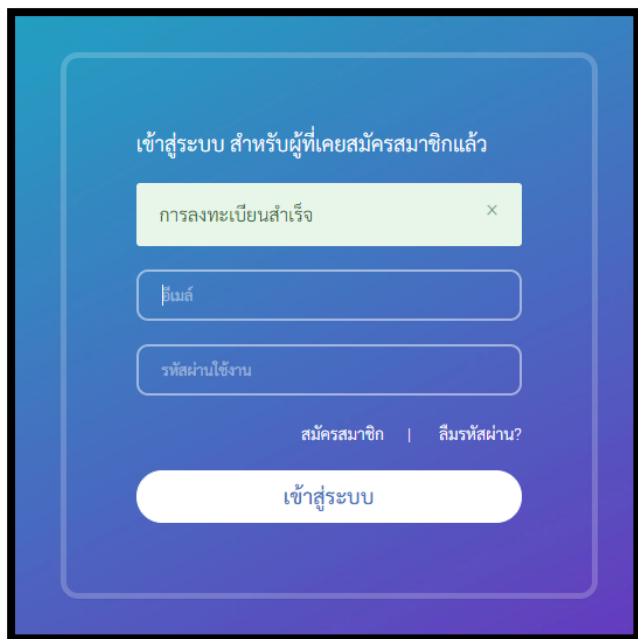 เข้าสู่ระบบ สำหรับผู้ที่เคยสมัครสมาชิกแล้ว
การลงทะเบียนสำเร็จ ×
อีเมล์
รหัสผ่านใช้งาน
สมัครสมาชิก | ลืมรหัสผ่าน?
เข้าสู่ระบบ